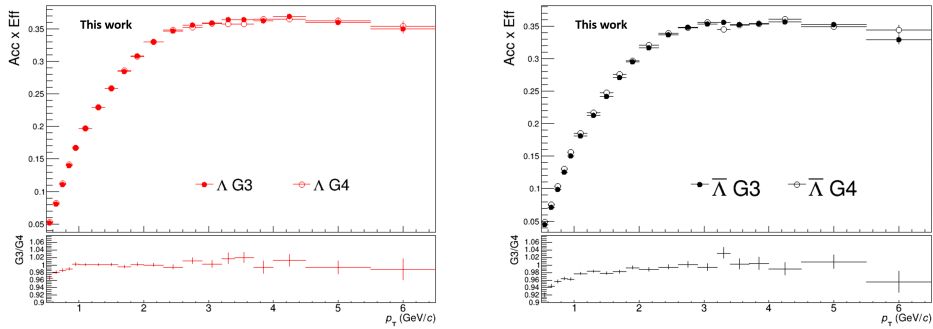 Acc x Eff
This work
0.35
0.3
0.25
0.2
0.15
0.1
0.05
Λ G3
Λ G4
G3/G4
1.06
1.04
1.02
1.00
0.98
0.96
0.94
0.92
0.9
1 2 3 4 5 6
p_T (GeV/c)
Acc x Eff
This work
0.35
0.3
0.25
0.2
0.15
0.1
0.05
Λ̅ G3
Λ̅ G4
G3/G4
1.06
1.04
1.02
1.00
0.98
0.96
0.94
0.92
0.9
1 2 3 4 5 6
p_T (GeV/c)